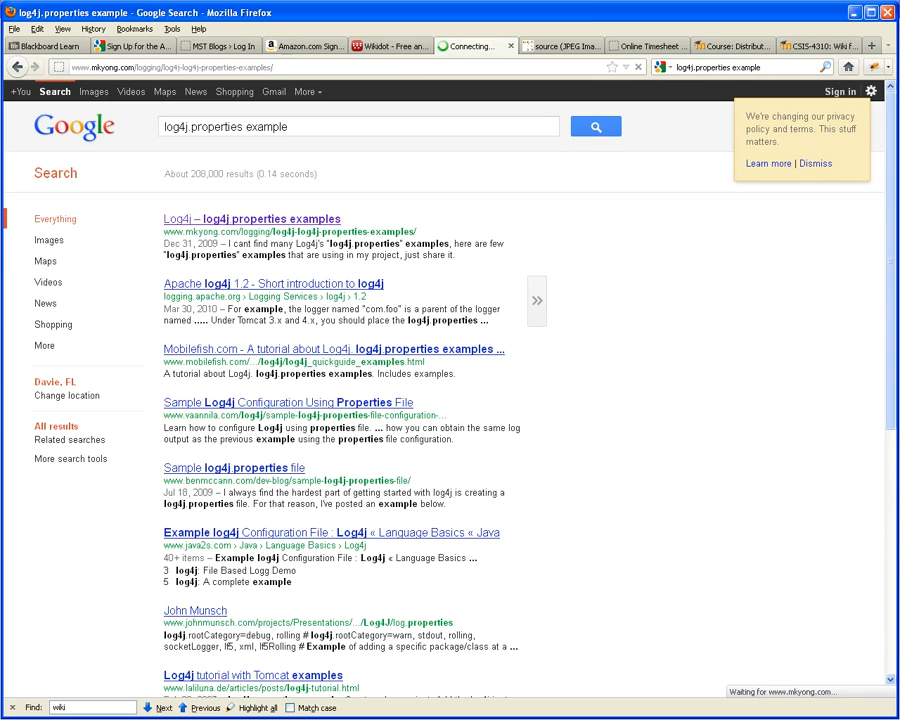 log4j.properties example - Google Search - Mozilla Firefox
File Edit View History Bookmarks Tools Help
Blackboard Learn Sign Up for the A... MST Blogs › Log In Amazon.com Sign... Wikidot - Free an... Connecting... source (JPEG Ima... Online Timesheet ... Course: Distribut... CSIS-4310: Wiki f...
www.mkyong.com/logging/log4j-log4j-properties-examples/ log4j.properties example
+You Search Images Videos Maps News Shopping Gmail More Sign in
Google log4j.properties example
We're changing our privacy
policy and terms. This stuff
matters.
Learn more | Dismiss
Search About 208,000 results (0.14 seconds)
Everything
Images
Maps
Videos
News
Shopping
More
Davie, FL
Change location
All results
Related searches
More search tools
Log4j – log4j.properties examples
www.mkyong.com/logging/log4j-log4j-properties-examples/
Dec 31, 2009 – I cant find many Log4j's "log4j.properties" examples, here are few
"log4j.properties" examples that are using in my project, just share it.
Apache log4j 1.2 - Short introduction to log4j
logging.apache.org › Logging Services › log4j › 1.2
Mar 30, 2010 – For example, the logger named "com.foo" is a parent of the logger
named ..... Under Tomcat 3.x and 4.x, you should place the log4j.properties ...
Mobilefish.com - A tutorial about Log4j. log4j.properties examples ...
www.mobilefish.com/.../log4j/log4j_quickguide_examples.html
A tutorial about Log4j. log4j.properties examples. Includes examples.
Sample Log4j Configuration Using Properties File
www.vaannila.com/log4j/sample-log4j-properties-file-configuration-...
Learn how to configure Log4j using properties file. ... how you can obtain the same log
output as the previous example using the properties file configuration.
Sample log4j.properties file
www.benmccann.com/dev-blog/sample-log4j-properties-file/
Jul 18, 2009 – I always find the hardest part of getting started with log4j is creating a
log4j.properties file. For that reason, I've posted an example below.
Example log4j Configuration File : Log4j « Language Basics « Java
www.java2s.com › Java › Language Basics › Log4j
40+ items – Example log4j Configuration File : Log4j « Language Basics ...
3 log4j: File Based Logg Demo
5 log4j: A complete example
John Munsch
www.johnmunsch.com/projects/Presentations/.../Log4J/log.properties
log4j.rootCategory=debug, rolling # log4j.rootCategory=warn, stdout, rolling,
socketLogger, lf5, xml, lf5Rolling # Example of adding a specific package/class at a ...
Log4j tutorial with Tomcat examples
www.laliluna.de/articles/posts/log4j-tutorial.html
Waiting for www.mkyong.com...
Find: wiki Next Previous Highlight all Match case